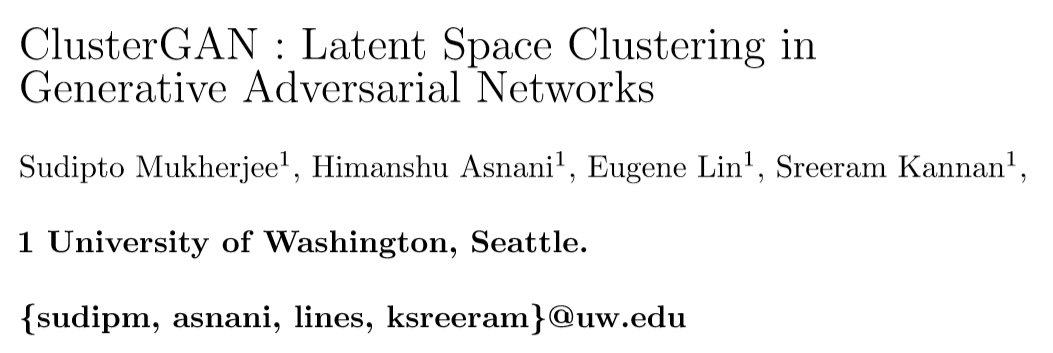 ClusterGAN : Latent Space Clustering in
Generative Adversarial Networks
Sudipto Mukherjee¹, Himanshu Asnani¹, Eugene Lin¹, Sreeram Kannan¹,
1 University of Washington, Seattle.
{sudipm, asnani, lines, ksreeram}@uw.edu